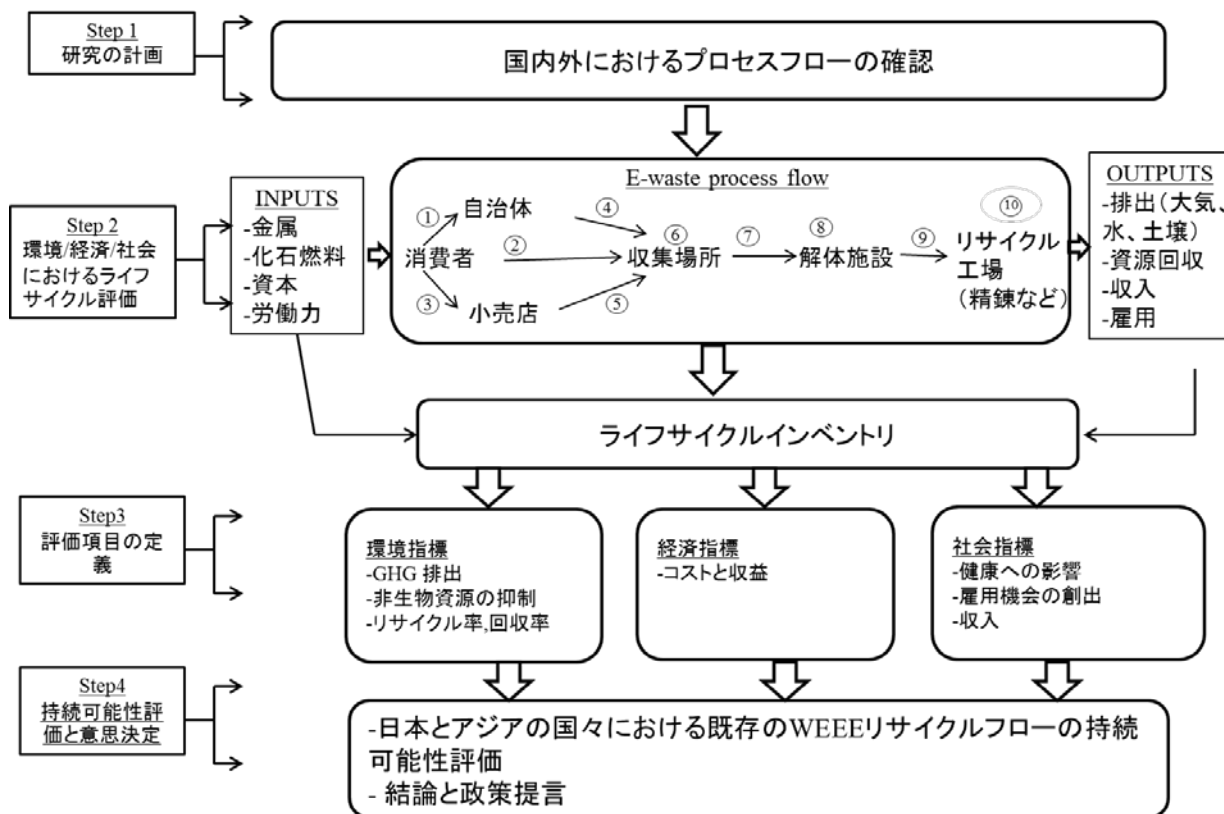 Step 1
研究の計画
国内外におけるプロセスフローの確認
Step 2
環境/経済/社会
におけるライフ
サイクル評価
INPUTS
-金属
-化石燃料
-資本
-労働力
E-waste process flow
① 自治体 ④
消費者 ② 収集場所 ⑥ ⑦ 解体施設 ⑧ ⑨
③ 小売店 ⑤
⑩
リサイクル
工場
(精錬など)
OUTPUTS
-排出(大気、
水、土壌)
-資源回収
-収入
-雇用
ライフサイクルインベントリ
Step3
評価項目の定
義
環境指標
-GHG 排出
-非生物資源の抑制
-リサイクル率,回収率
経済指標
-コストと収益
社会指標
-健康への影響
-雇用機会の創出
-収入
Step4
持続可能性評
価と意思決定
-日本とアジアの国々における既存のWEEEリサイクルフローの持続
可能性評価
- 結論と政策提言